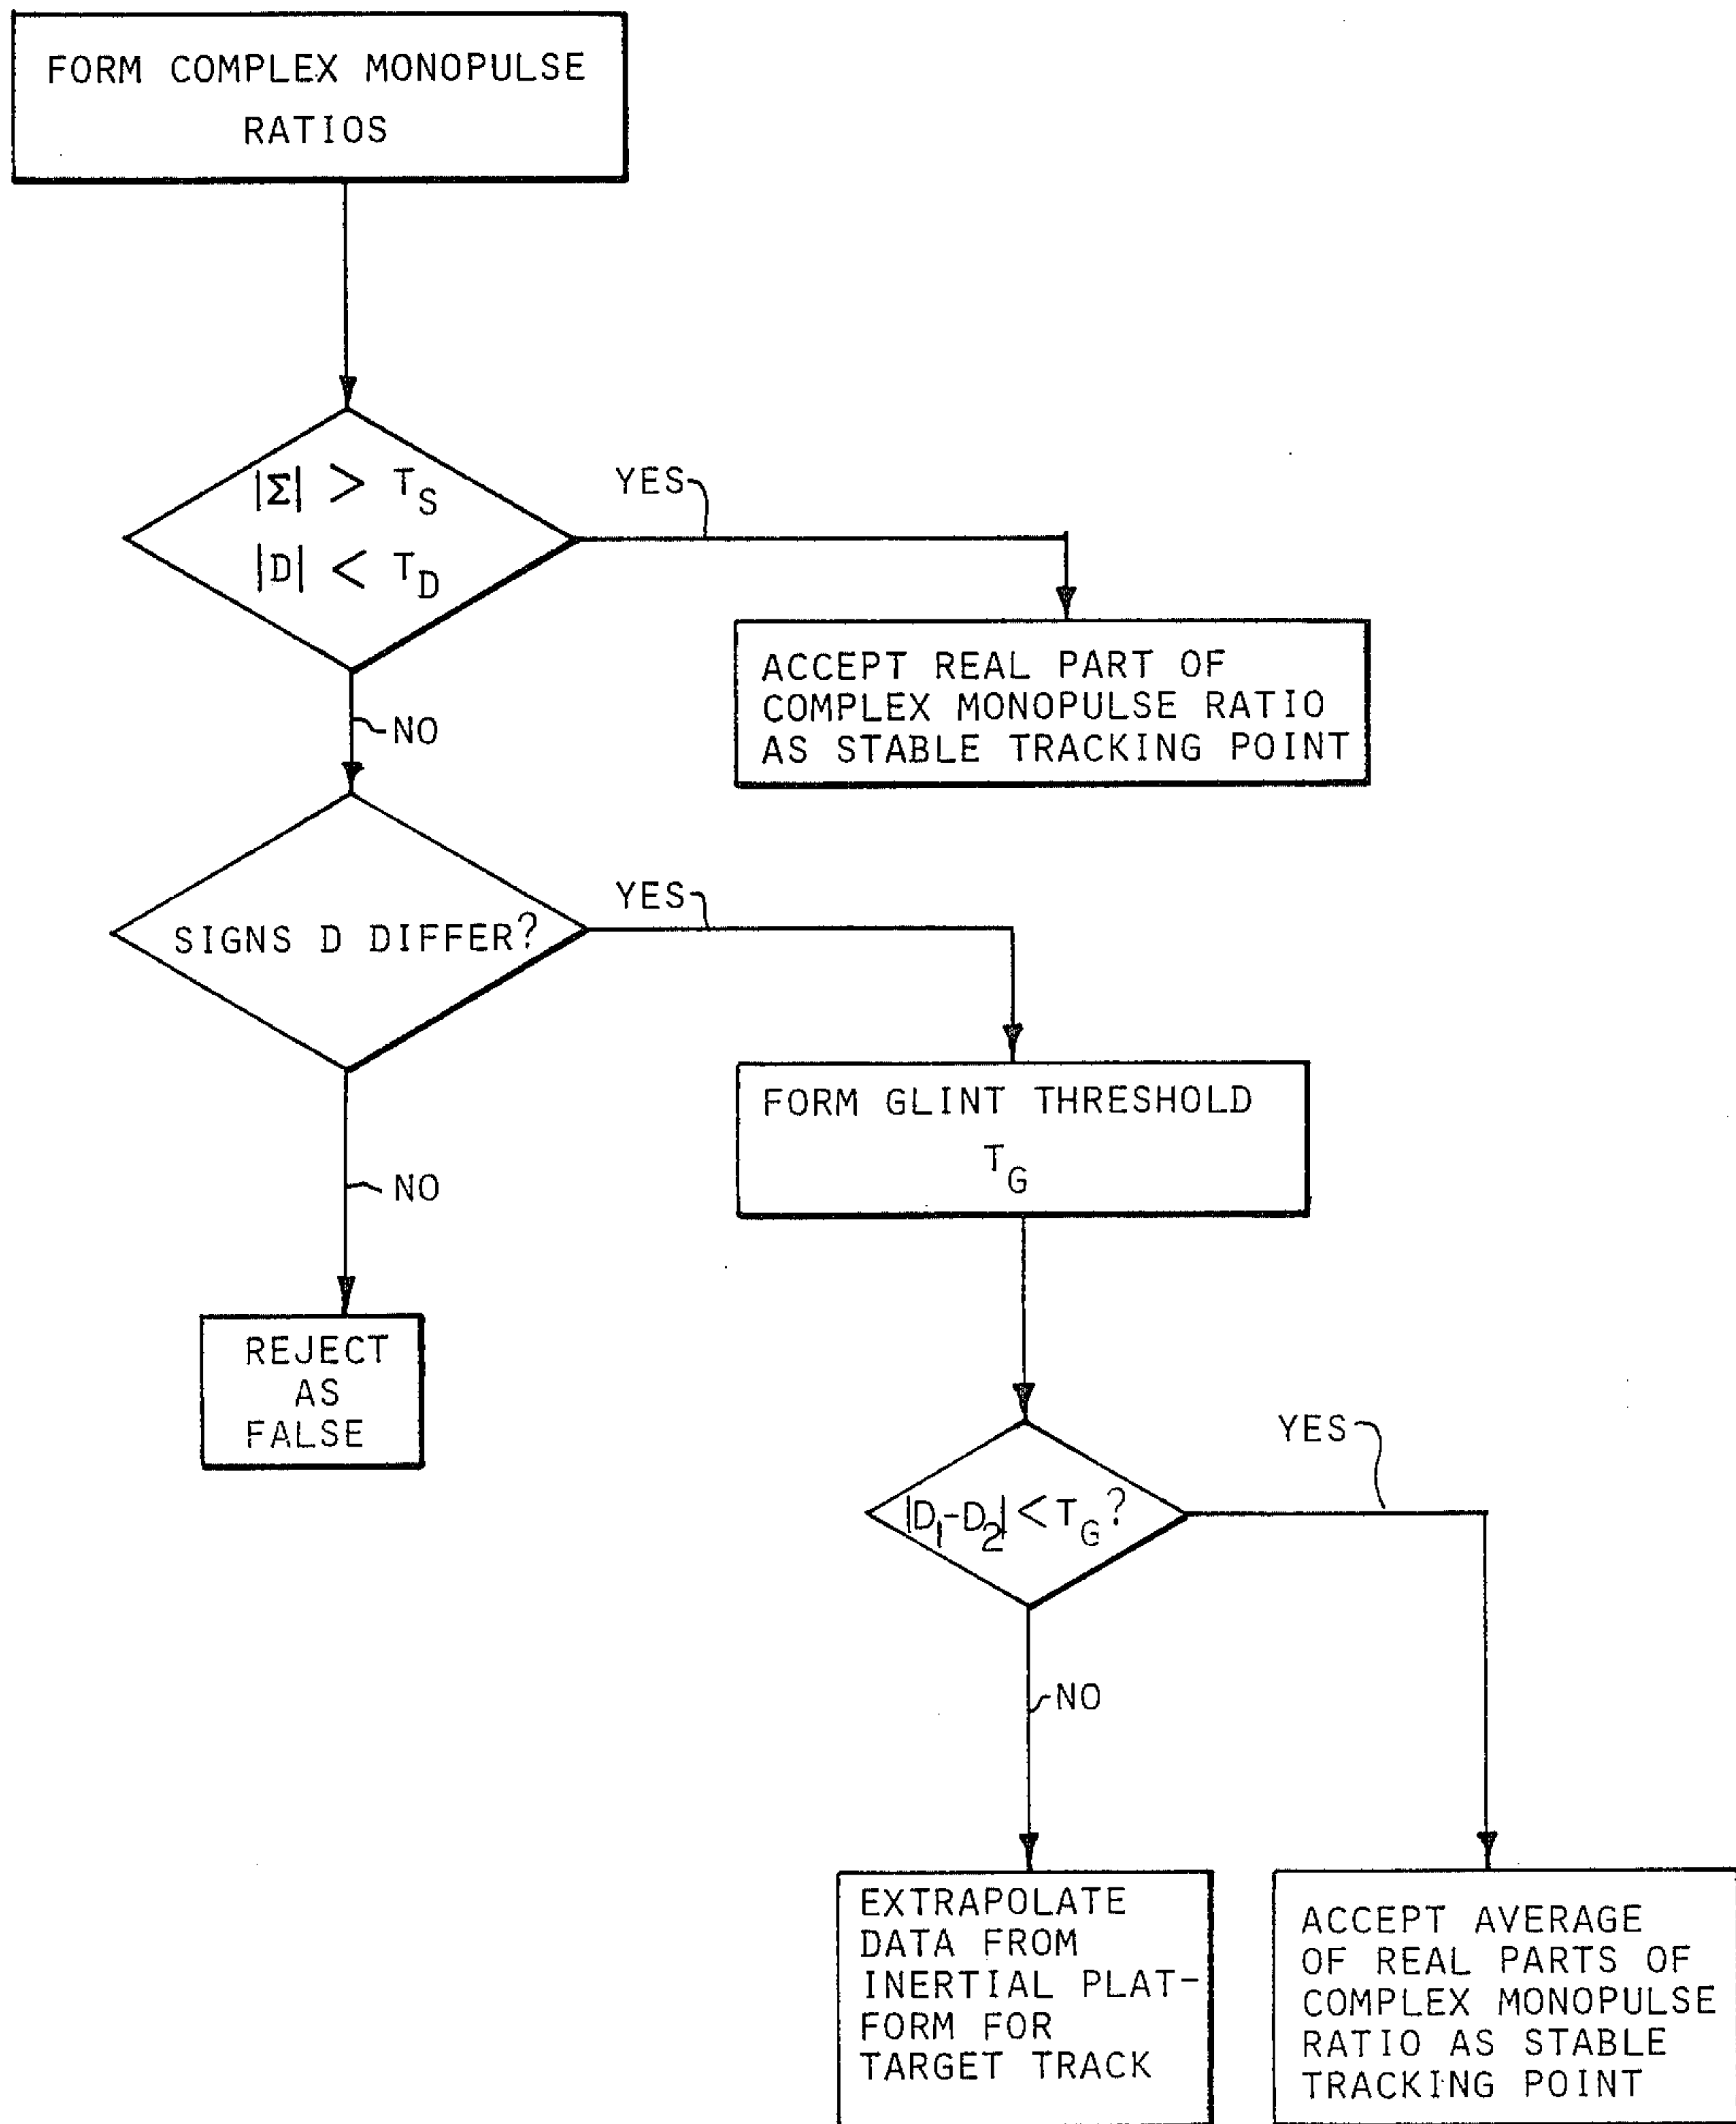 FORM COMPLEX MONOPULSE
RATIOS
|Σ| > T_S
|D| < T_D
YES
ACCEPT REAL PART OF
COMPLEX MONOPULSE RATIO
AS STABLE TRACKING POINT
NO
SIGNS D DIFFER?
YES
FORM GLINT THRESHOLD
T_G
NO
REJECT
AS
FALSE
|D₁-D₂| < T_G?
YES
NO
EXTRAPOLATE
DATA FROM
INERTIAL PLAT-
FORM FOR
TARGET TRACK
ACCEPT AVERAGE
OF REAL PARTS OF
COMPLEX MONOPULSE
RATIO AS STABLE
TRACKING POINT